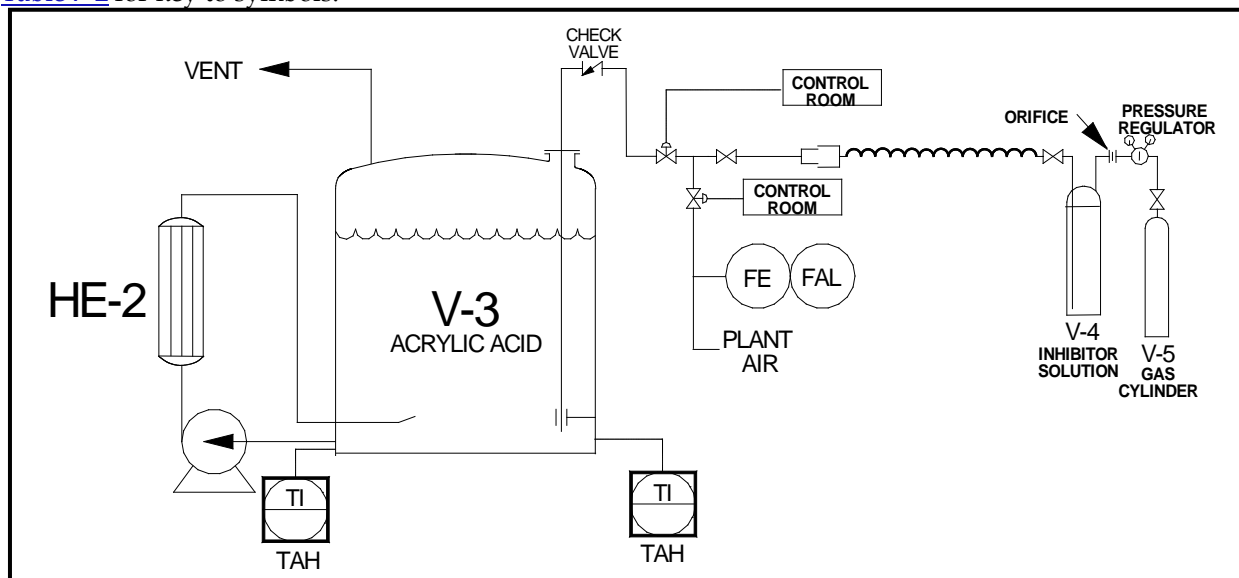 Table 7-2 for key to symbols.
CHECK
VALVE
VENT
CONTROL
ROOM
ORIFICE
PRESSURE
REGULATOR
CONTROL
ROOM
HE-2
V-3
ACRYLIC ACID
FE
FAL
PLANT
AIR
V-4
INHIBITOR
SOLUTION
V-5
GAS
CYLINDER
TI
TAH
TI
TAH